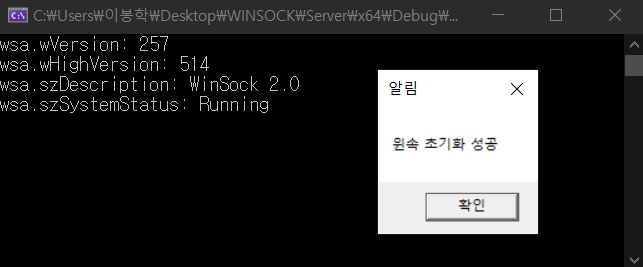 C:₩Users₩이봉학₩Desktop₩WINSOCK₩Server₩x64₩Debug₩...
wsa.wVersion: 257
wsa.wHighVersion: 514
wsa.szDescription: WinSock 2.0
wsa.szSystemStatus: Running
알림
윈속 초기화 성공
확인